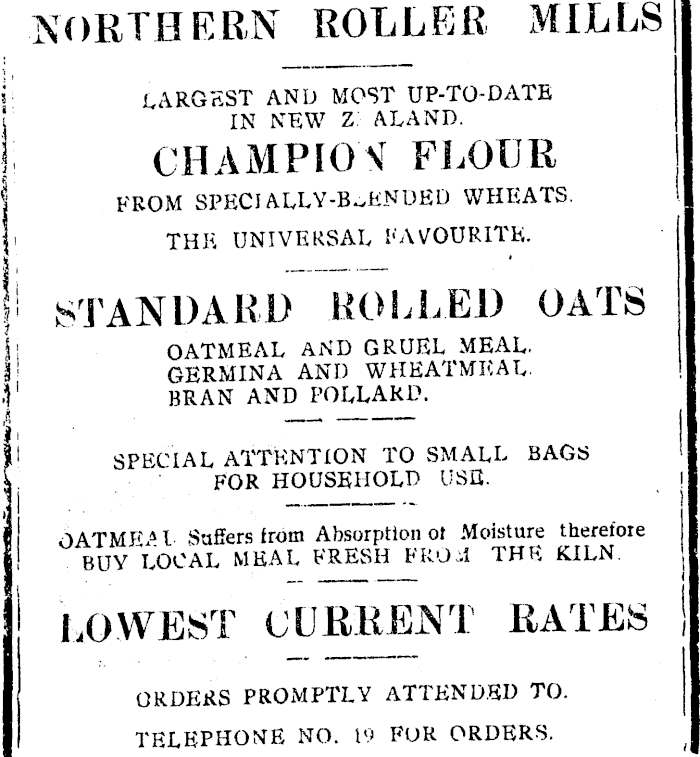 NORTHERN ROLLER MILLS
LARGEST AND MOST UP-TO-DATE
IN NEW ZEALAND.
CHAMPION FLOUR
FROM SPECIALLY-BLENDED WHEATS.
THE UNIVERSAL FAVOURITE.
STANDARD ROLLED OATS
OATMEAL AND GRUEL MEAL.
GERMINA AND WHEATMEAL.
BRAN AND POLLARD.
SPECIAL ATTENTION TO SMALL BAGS
FOR HOUSEHOLD USE.
OATMEAL Suffers from Absorption of Moisture therefore
BUY LOCAL MEAL FRESH FROM THE KILN.
LOWEST CURRENT RATES
ORDERS PROMPTLY ATTENDED TO.
TELEPHONE NO. 19 FOR ORDERS.